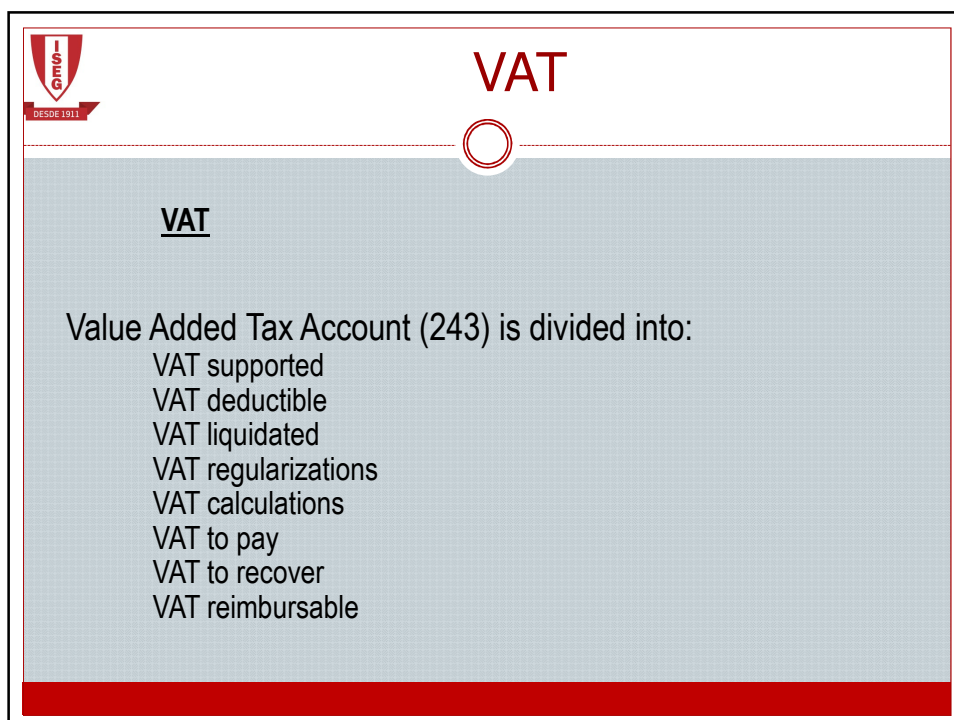 ISEG
DESDE 1911
VAT
VAT
Value Added Tax Account (243) is divided into:
VAT supported
VAT deductible
VAT liquidated
VAT regularizations
VAT calculations
VAT to pay
VAT to recover
VAT reimbursable